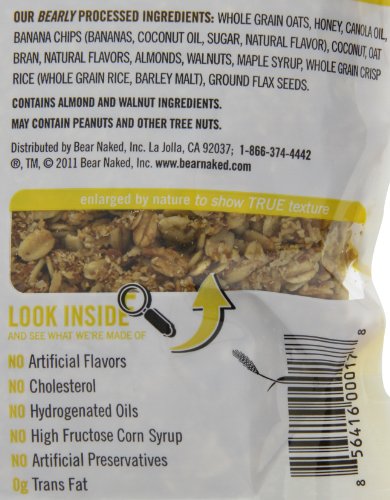 OUR BEARLY PROCESSED INGREDIENTS: WHOLE GRAIN OATS, HONEY, CANOLA OIL,
BANANA CHIPS (BANANAS, COCONUT OIL, SUGAR, NATURAL FLAVOR), COCONUT, OAT
BRAN, NATURAL FLAVORS, ALMONDS, WALNUTS, MAPLE SYRUP, WHOLE GRAIN CRISP
RICE (WHOLE GRAIN RICE, BARLEY MALT), GROUND FLAX SEEDS.
CONTAINS ALMOND AND WALNUT INGREDIENTS.
MAY CONTAIN PEANUTS AND OTHER TREE NUTS.
Distributed by Bear Naked, Inc. La Jolla, CA 92037; 1-866-374-4442
®, TM, © 2011 Bear Naked, Inc. www.bearnaked.com
enlarged by nature to show TRUE texture
LOOK INSIDE
AND SEE WHAT WE'RE MADE OF
NO Artificial Flavors
NO Cholesterol
NO Hydrogenated Oils
NO High Fructose Corn Syrup
NO Artificial Preservatives
0g Trans Fat
8 56416 00017 8